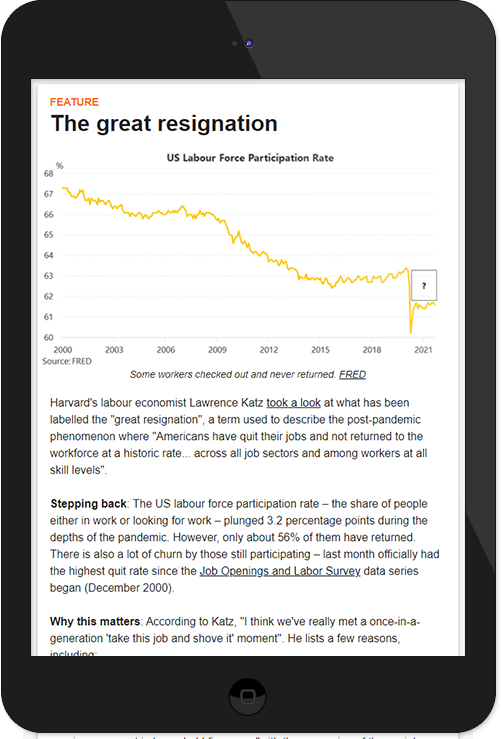 FEATURE
The great resignation
US Labour Force Participation Rate
%
68
67
66
65
64
63
62
61
60
?
2000 2003 2006 2009 2012 2015 2018 2021
Source: FRED
Some workers checked out and never returned. FRED
Harvard's labour economist Lawrence Katz took a look at what has been
labelled the "great resignation", a term used to describe the post-pandemic
phenomenon where "Americans have quit their jobs and not returned to the
workforce at a historic rate... across all job sectors and among workers at all
skill levels".
Stepping back: The US labour force participation rate – the share of people
either in work or looking for work – plunged 3.2 percentage points during the
depths of the pandemic. However, only about 56% of them have returned.
There is also a lot of churn by those still participating – last month officially had
the highest quit rate since the Job Openings and Labor Survey data series
began (December 2000).
Why this matters: According to Katz, "I think we've really met a once-in-a-
generation 'take this job and shove it' moment". He lists a few reasons,
including: